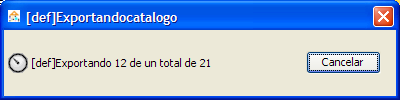 [def]Exportandocatalogo
[def]Exportando 12 de un total de 21
Cancelar